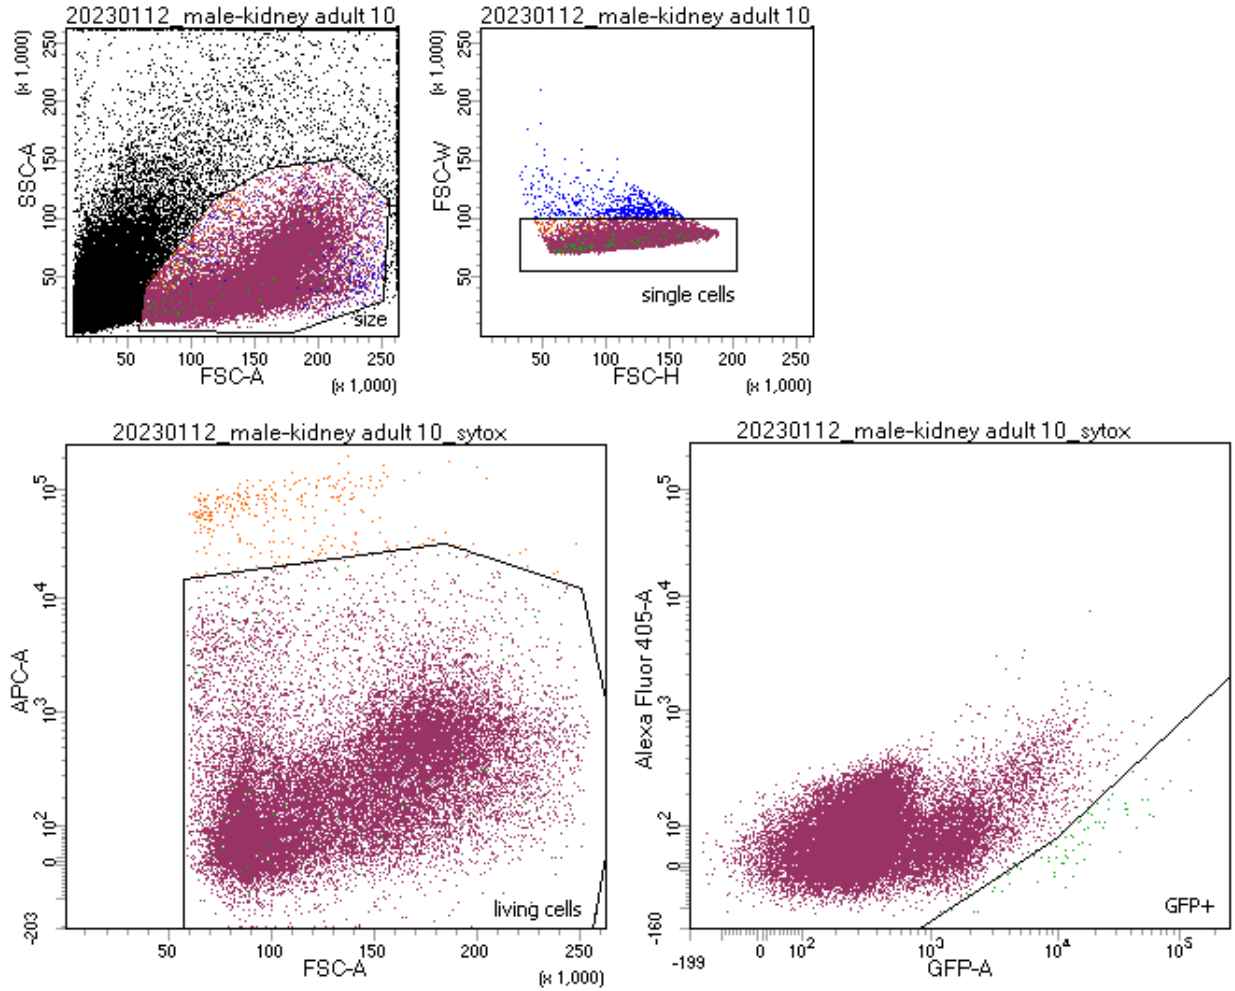 20230112_male-kidney adult 10
(x 1,000)
250
200
150
100
50
SSC-A
size
50 100 150 200 250
FSC-A
(x 1,000)
20230112_male-kidney adult 10
(x 1,000)
250
200
150
100
50
FSC-W
single cells
50 100 150 200 250
FSC-H
(x 1,000)
20230112_male-kidney adult 10_sytox
10^5
10^4
10^3
10^2
0
-203
APC-A
living cells
50 100 150 200 250
FSC-A
(x 1,000)
20230112_male-kidney adult 10_sytox
10^5
10^4
10^3
10^2
0
-160
Alexa Fluor 405-A
GFP+
-199 0 10^2 10^3 10^4 10^5
GFP-A